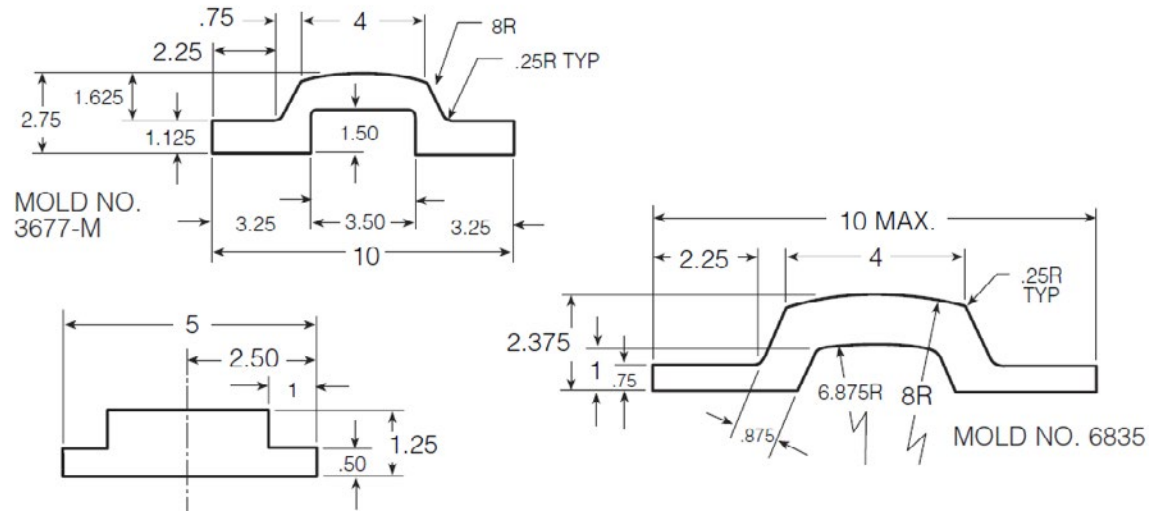 .75
4
8R
2.25
.25R TYP
1.625
2.75
1.125
1.50
MOLD NO.
3677-M
3.25
3.50
3.25
10
10 MAX.
2.25
4
.25R
TYP
2.375
1
.75
6.875R
8R
.875
MOLD NO. 6835
5
2.50
1
1.25
.50